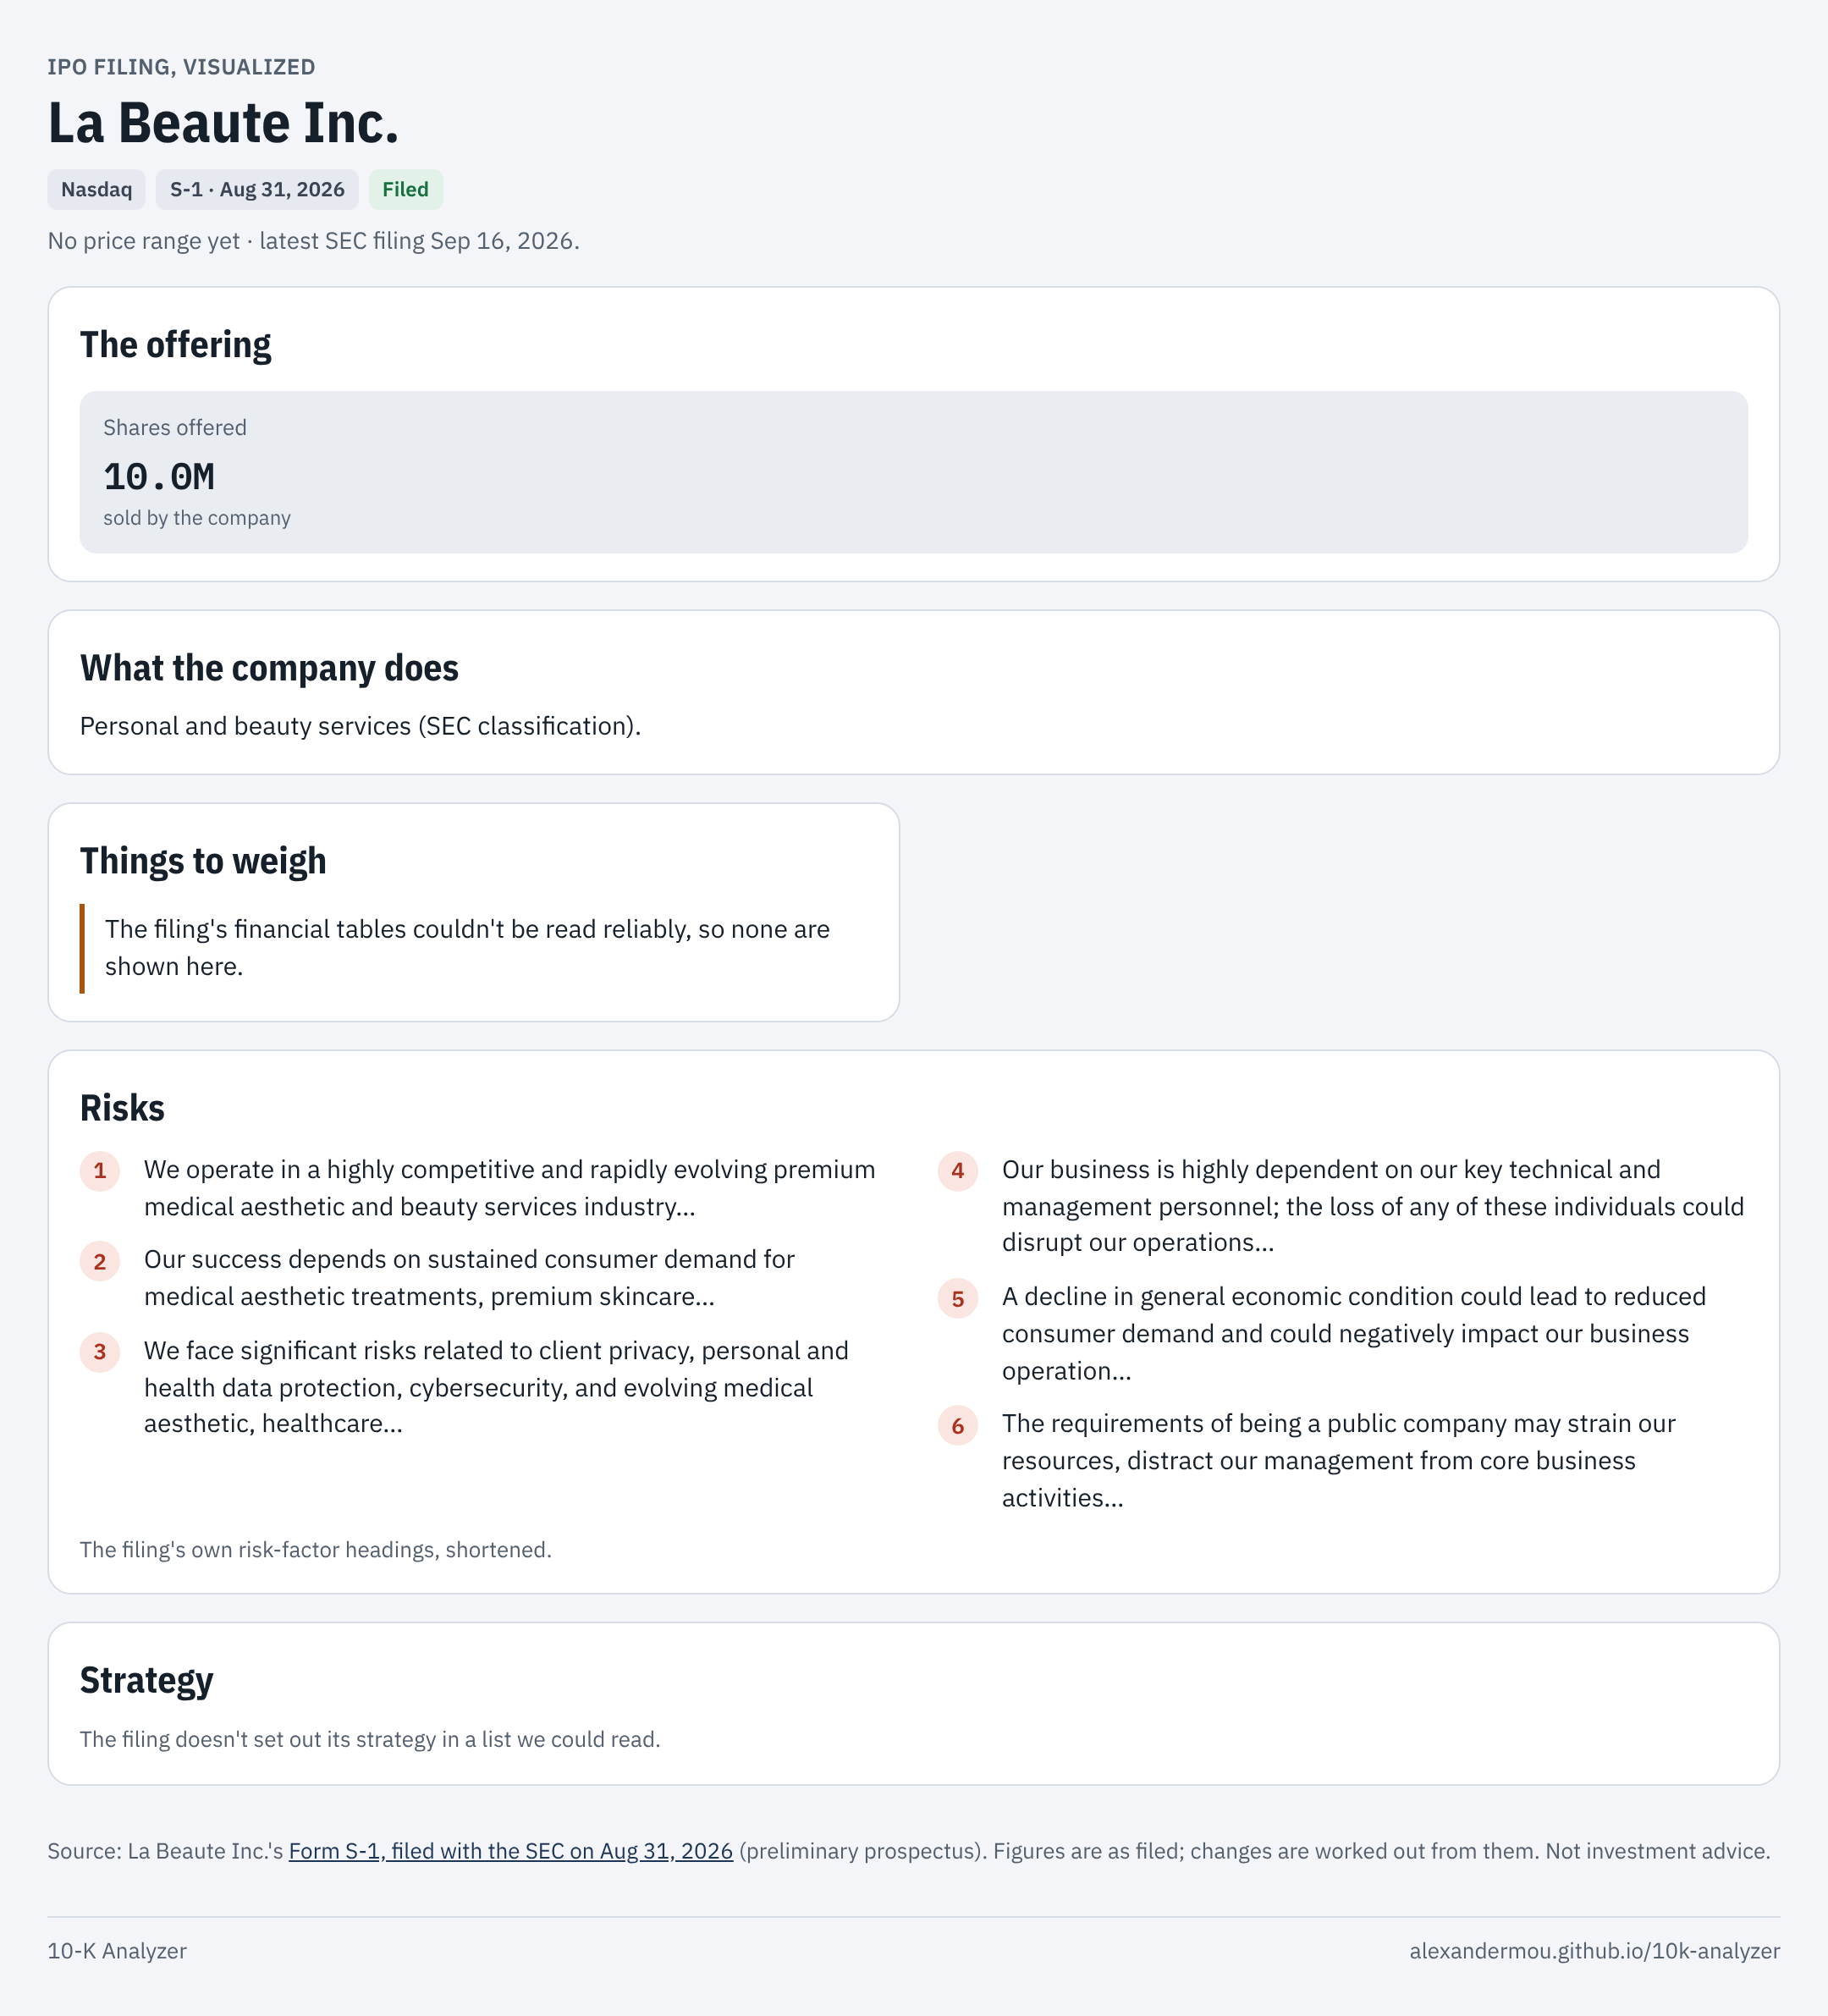 IPO FILING, VISUALIZED
La Beaute Inc.
Nasdaq
S-1 · Aug 31, 2026
Filed
No price range yet · latest SEC filing Sep 16, 2026.
The offering
Shares offered
10.0M
sold by the company
What the company does
Personal and beauty services (SEC classification).
Things to weigh
The filing's financial tables couldn't be read reliably, so none are
shown here.
Risks
1
We operate in a highly competitive and rapidly evolving premium
medical aesthetic and beauty services industry...
2
Our success depends on sustained consumer demand for
medical aesthetic treatments, premium skincare...
3
We face significant risks related to client privacy, personal and
health data protection, cybersecurity, and evolving medical
aesthetic, healthcare...
4
Our business is highly dependent on our key technical and
management personnel; the loss of any of these individuals could
disrupt our operations...
5
A decline in general economic condition could lead to reduced
consumer demand and could negatively impact our business
operation...
6
The requirements of being a public company may strain our
resources, distract our management from core business
activities...
The filing's own risk-factor headings, shortened.
Strategy
The filing doesn't set out its strategy in a list we could read.
Source: La Beaute Inc.'s Form S-1, filed with the SEC on Aug 31, 2026 (preliminary prospectus). Figures are as filed; changes are worked out from them. Not investment advice.
10-K Analyzer
alexandermou.github.io/10k-analyzer